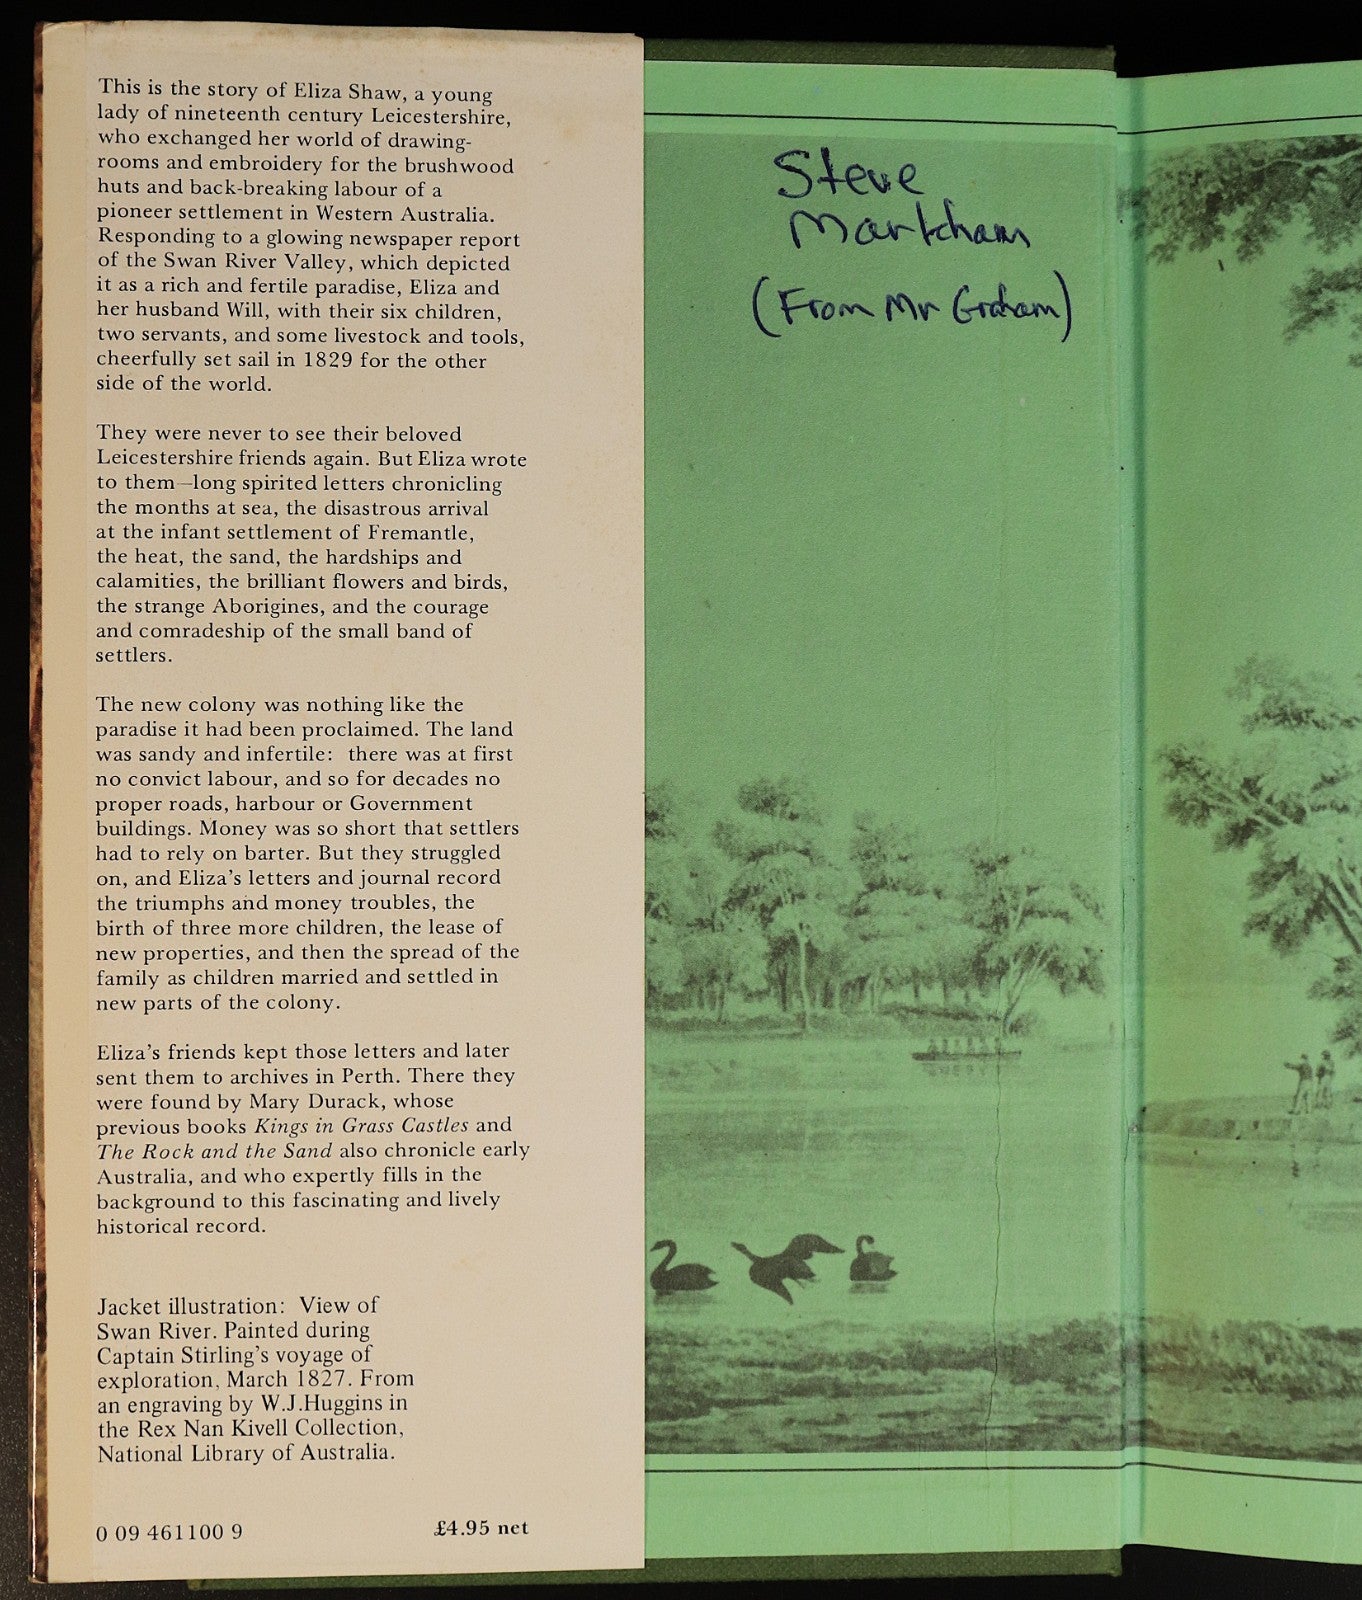 This is the story of Eliza Shaw, a young
lady of nineteenth century Leicestershire,
who exchanged her world of drawing-
rooms and embroidery for the brushwood
huts and back-breaking labour of a
pioneer settlement in Western Australia.
Responding to a glowing newspaper report
of the Swan River Valley, which depicted
it as a rich and fertile paradise, Eliza and
her husband Will, with their six children,
two servants, and some livestock and tools,
cheerfully set sail in 1829 for the other
side of the world.
They were never to see their beloved
Leicestershire friends again. But Eliza wrote
to them—long spirited letters chronicling
the months at sea, the disastrous arrival
at the infant settlement of Fremantle,
the heat, the sand, the hardships and
calamities, the brilliant flowers and birds,
the strange Aborigines, and the courage
and comradeship of the small band of
settlers.
The new colony was nothing like the
paradise it had been proclaimed. The land
was sandy and infertile: there was at first
no convict labour, and so for decades no
proper roads, harbour or Government
buildings. Money was so short that settlers
had to rely on barter. But they struggled
on, and Eliza's letters and journal record
the triumphs and money troubles, the
birth of three more children, the lease of
new properties, and then the spread of the
family as children married and settled in
new parts of the colony.
Eliza's friends kept those letters and later
sent them to archives in Perth. There they
were found by Mary Durack, whose
previous books Kings in Grass Castles and
The Rock and the Sand also chronicle early
Australia, and who expertly fills in the
background to this fascinating and lively
historical record.
Jacket illustration: View of
Swan River. Painted during
Captain Stirling's voyage of
exploration, March 1827. From
an engraving by W.J.Huggins in
the Rex Nan Kivell Collection,
National Library of Australia.
0 09 461100 9 £4.95 net
Steve
Markham
(From Mr Graham)